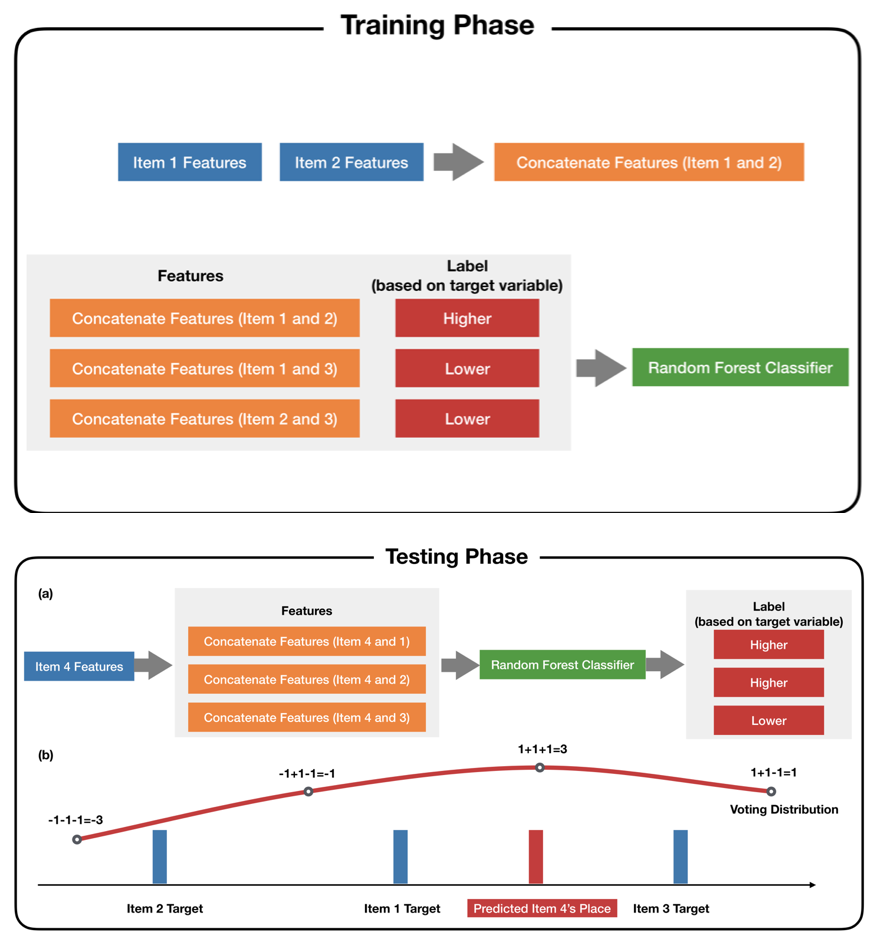 Training Phase
Item 1 Features
Item 2 Features
Concatenate Features (Item 1 and 2)
Features
Label
(based on target variable)
Concatenate Features (Item 1 and 2)
Higher
Concatenate Features (Item 1 and 3)
Lower
Random Forest Classifier
Concatenate Features (Item 2 and 3)
Lower
Testing Phase
(a)
Features
Label
(based on target variable)
Item 4 Features
Concatenate Features (Item 4 and 1)
Concatenate Features (Item 4 and 2)
Concatenate Features (Item 4 and 3)
Random Forest Classifier
Higher
Higher
Lower
(b)
-1-1-1=-3
-1+1-1=-1
1+1+1=3
1+1-1=1
Voting Distribution
Item 2 Target
Item 1 Target
Predicted Item 4's Place
Item 3 Target